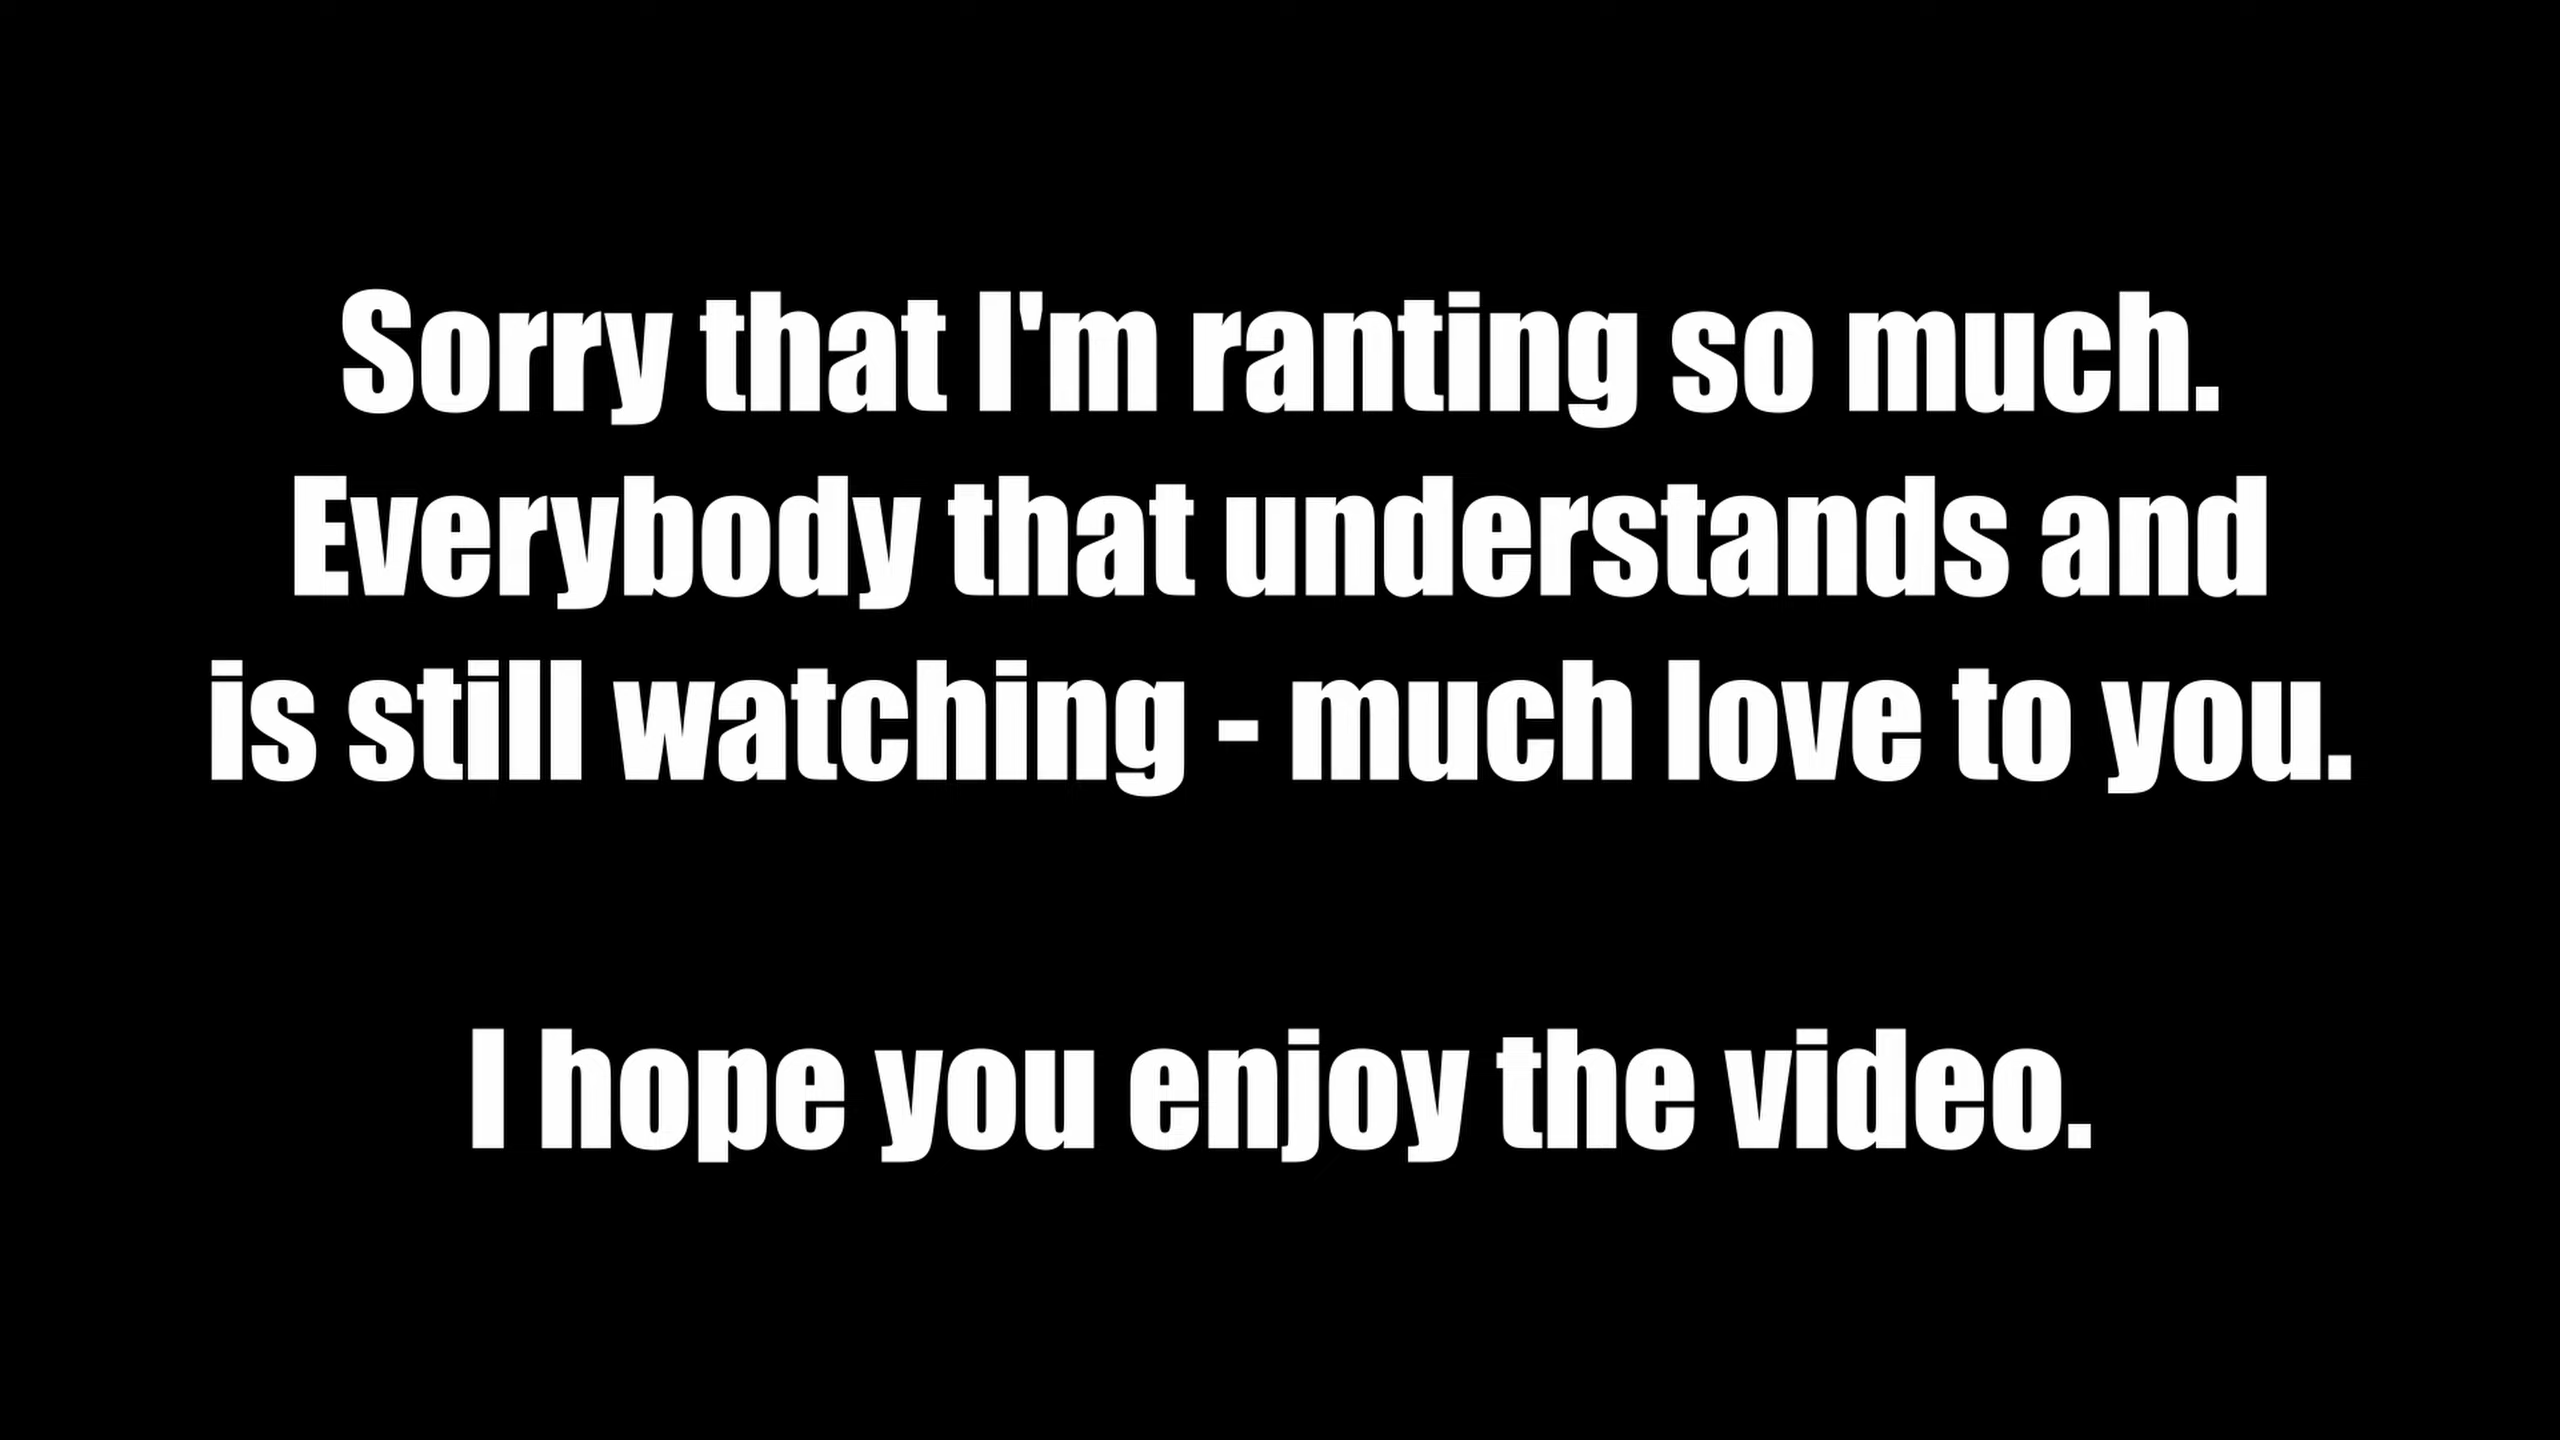 Sorry that I'm ranting so much.
Everybody that understands and
is still watching - much love to you.
I hope you enjoy the video.